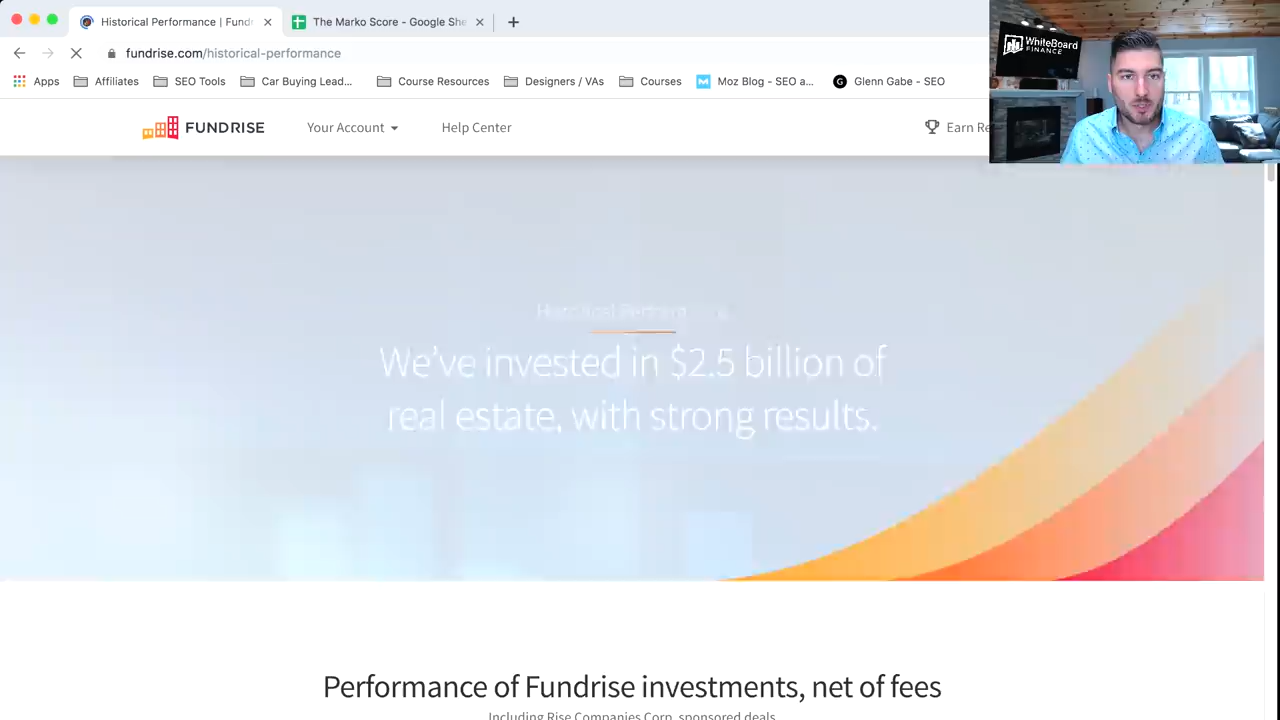 Historical Performance | Fundr
The Marko Score - Google She
fundrise.com/historical-performance
Apps
Affiliates
SEO Tools
Car Buying Lead...
Course Resources
Designers / VAs
Courses
Moz Blog - SEO a...
G
Glenn Gabe - SEO
WhiteBoard
FINANCE
FUNDRISE
Your Account
Help Center
Earn Re
We've invested in $2.5 billion of
real estate, with strong results.
Performance of Fundrise investments, net of fees
Including Rise Companies Corp. sponsored deals